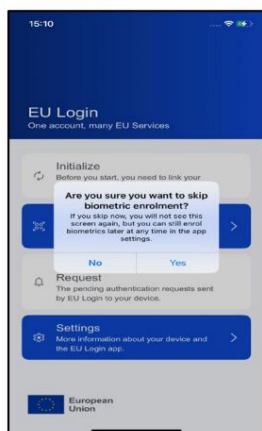 15:10
EU Login
One account, many EU Services
Initialize
Before you start, you need to link your
Are you sure you want to skip
biometric enrolment?
If you skip now, you will not see this
screen again, but you can still enrol
biometrics later at any time in the app
settings.
No Yes
Request
The pending authentication requests sent
by EU Login to your device.
Settings
More information about your device and
the EU Login app.
European
Union